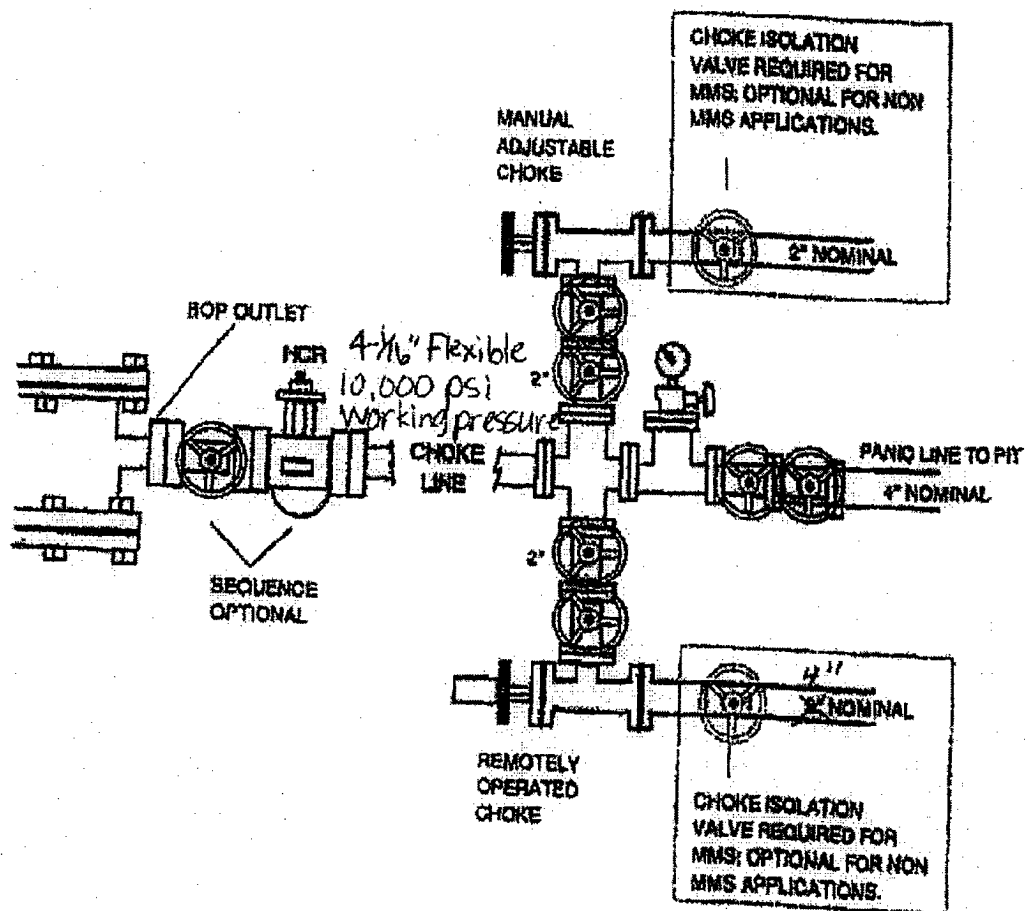 CHOKE ISOLATION
VALVE REQUIRED FOR
MMS; OPTIONAL FOR NON
MMS APPLICATIONS.
MANUAL
ADJUSTABLE
CHOKE
2" NOMINAL
BOP OUTLET
HCR
4-1/16" Flexible
10,000 psi
Working pressure
2"
CHOKE
LINE
PANIC LINE TO PIT
4" NOMINAL
2"
SEQUENCE
OPTIONAL
4"
NOMINAL
REMOTELY
OPERATED
CHOKE
CHOKE ISOLATION
VALVE REQUIRED FOR
MMS; OPTIONAL FOR NON
MMS APPLICATIONS.